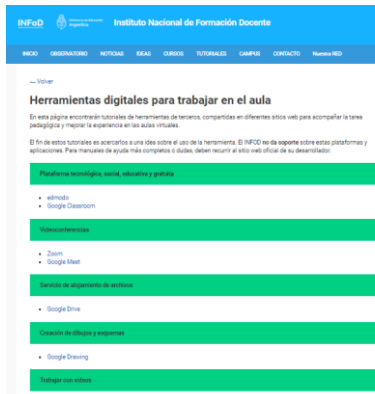 INFoD
Ministerio de Educación
Argentina
Instituto Nacional de Formación Docente
INICIO OBSERVATORIO NOTICIAS IDEAS CURSOS TUTORIALES CAMPUS CONTACTO Nuestra RED
← Volver
Herramientas digitales para trabajar en el aula
En esta página encontrarán tutoriales de herramientas de terceros, compartidas en diferentes sitios web para acompañar la tarea
pedagógica y mejorar la experiencia en las aulas virtuales.
El fin de estos tutoriales es acercarlos a una idea sobre el uso de la herramienta. El INFOD no da soporte sobre estas plataformas y
aplicaciones. Para manuales de ayuda más completos o dudas, deben recurrir al sitio web oficial de su desarrollador.
Plataforma tecnológica, social, educativa y gratuita
edmodo
Google Classroom
Videoconferencias
Zoom
Google Meet
Servicio de alojamiento de archivos
Google Drive
Creación de dibujos y esquemas
Google Drawing
Trabajar con videos